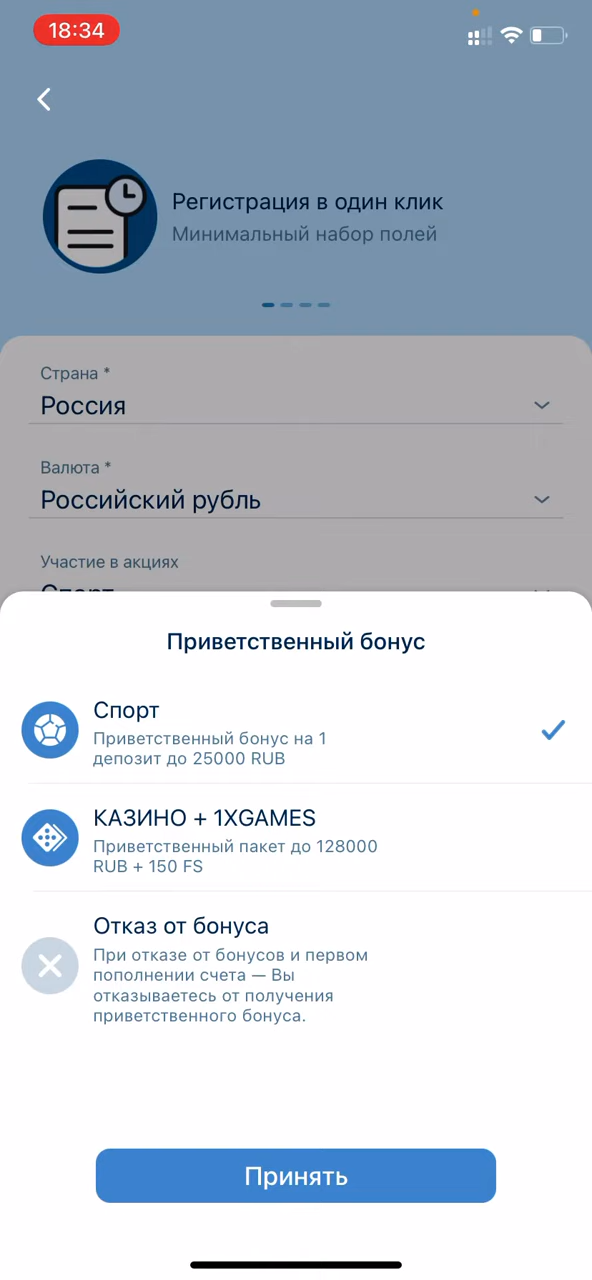 18:34
Регистрация в один клик
Минимальный набор полей
Страна *
Россия
Валюта *
Российский рубль
Участие в акциях
Спорт
Приветственный бонус
Спорт
Приветственный бонус на 1
депозит до 25000 RUB
КАЗИНО + 1XGAMES
Приветственный пакет до 128000
RUB + 150 FS
Отказ от бонуса
При отказе от бонусов и первом
пополнении счета — Вы
отказываетесь от получения
приветственного бонуса.
Принять